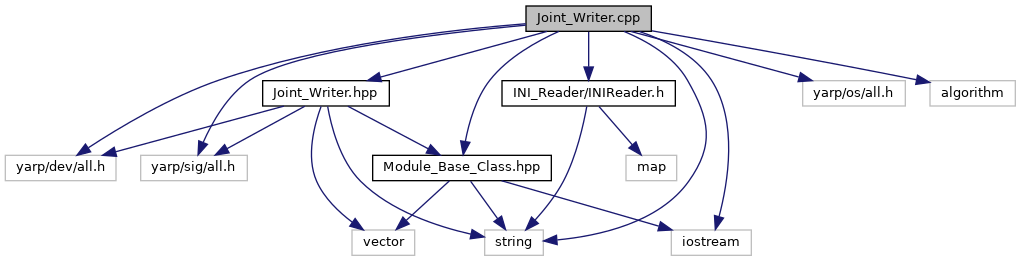 Joint_Writer.cpp
Joint_Writer.hpp
INI_Reader/INIReader.h
yarp/os/all.h
algorithm
yarp/dev/all.h
yarp/sig/all.h
Module_Base_Class.hpp
map
vector
string
iostream